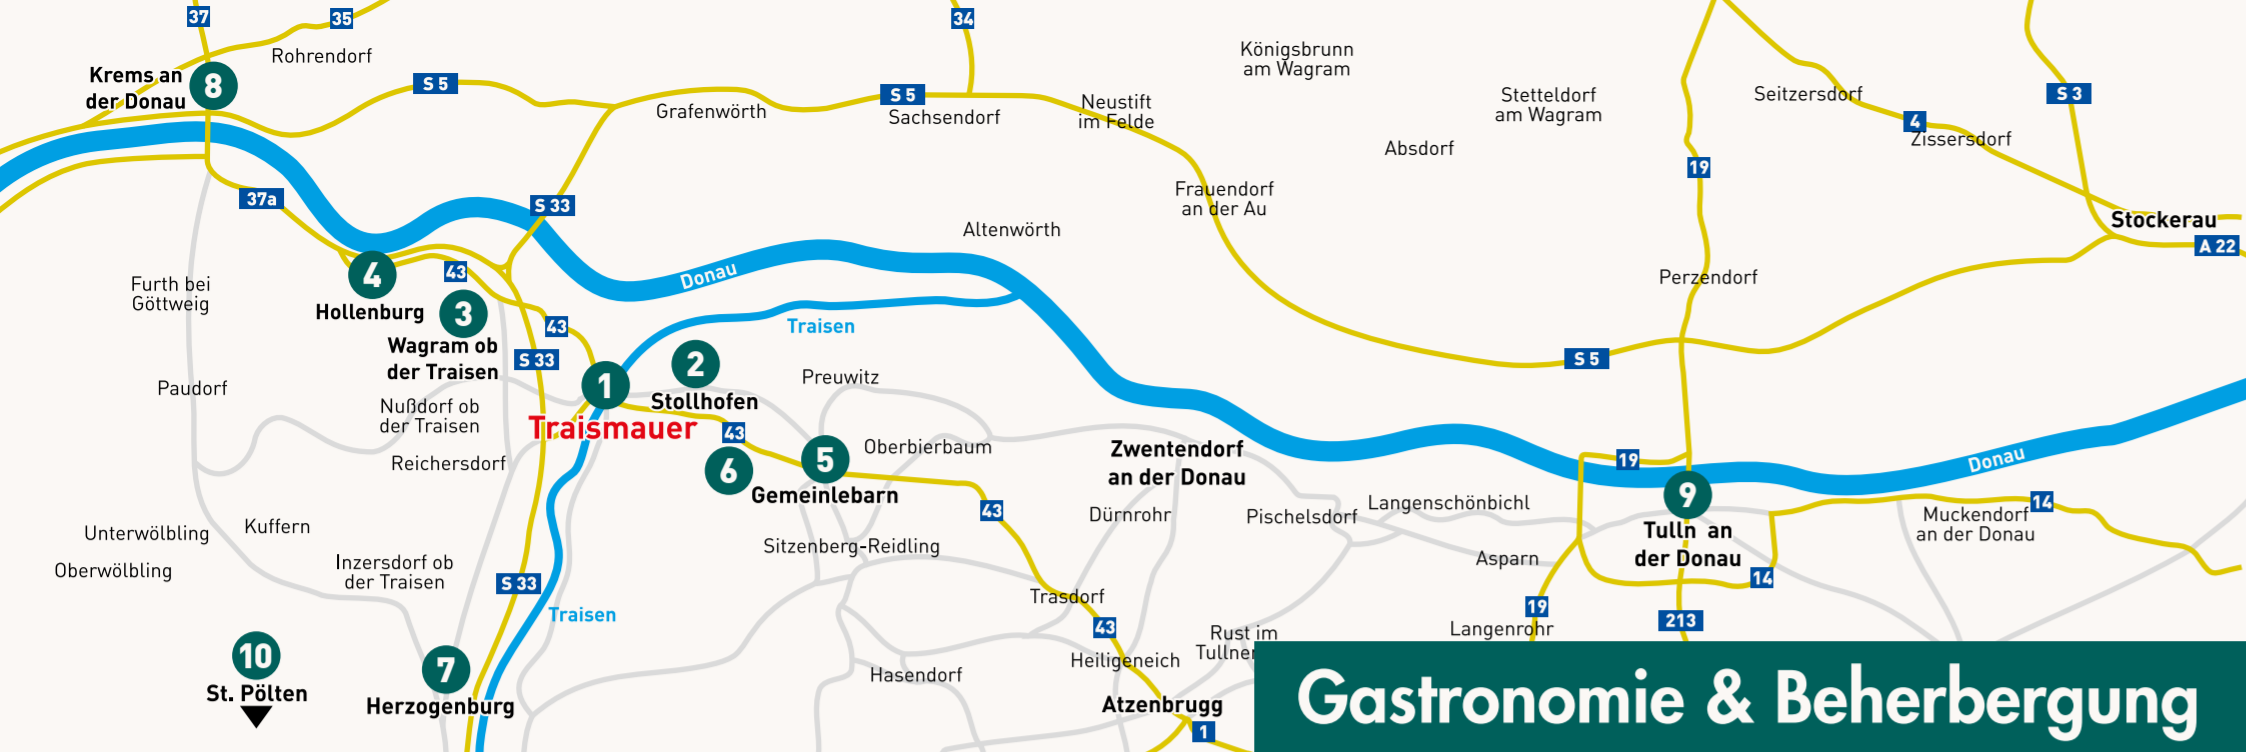 37
35
34
Rohrendorf
Krems an
der Donau
8
S 5
Grafenwörth
S 5
Sachsendorf
Neustift
im Felde
Königsbrunn
am Wagram
Absdorf
Stetteldorf
am Wagram
Seitzersdorf
4
Zissersdorf
S 3
19
Stockerau
A 22
37a
S 33
Frauendorf
an der Au
Altenwörth
Perzendorf
Donau
Furth bei
Göttweig
4
Hollenburg
43
3
Wagram ob
der Traisen
43
S 33
Traisen
2
Stollhofen
1
Traismauer
Preuwitz
S 5
Paudorf
Nußdorf ob
der Traisen
Reichersdorf
43
6
5
Gemeinlebarn
Oberbierbaum
Zwentendorf
an der Donau
19
Donau
9
Tulln an
der Donau
14
Muckendorf
an der Donau
43
Dürnrohr
Pischelsdorf
Langenschönbichl
Unterwölbling
Kuffern
Oberwölbling
Inzersdorf ob
der Traisen
S 33
Traisen
Sitzenberg-Reidling
Asparn
14
Trasdorf
43
19
213
Langenrohr
Rust im
Heiligeneich
Hasendorf
10
St. Pölten
7
Herzogenburg
Atzenbrugg
1
Gastronomie & Beherbergung